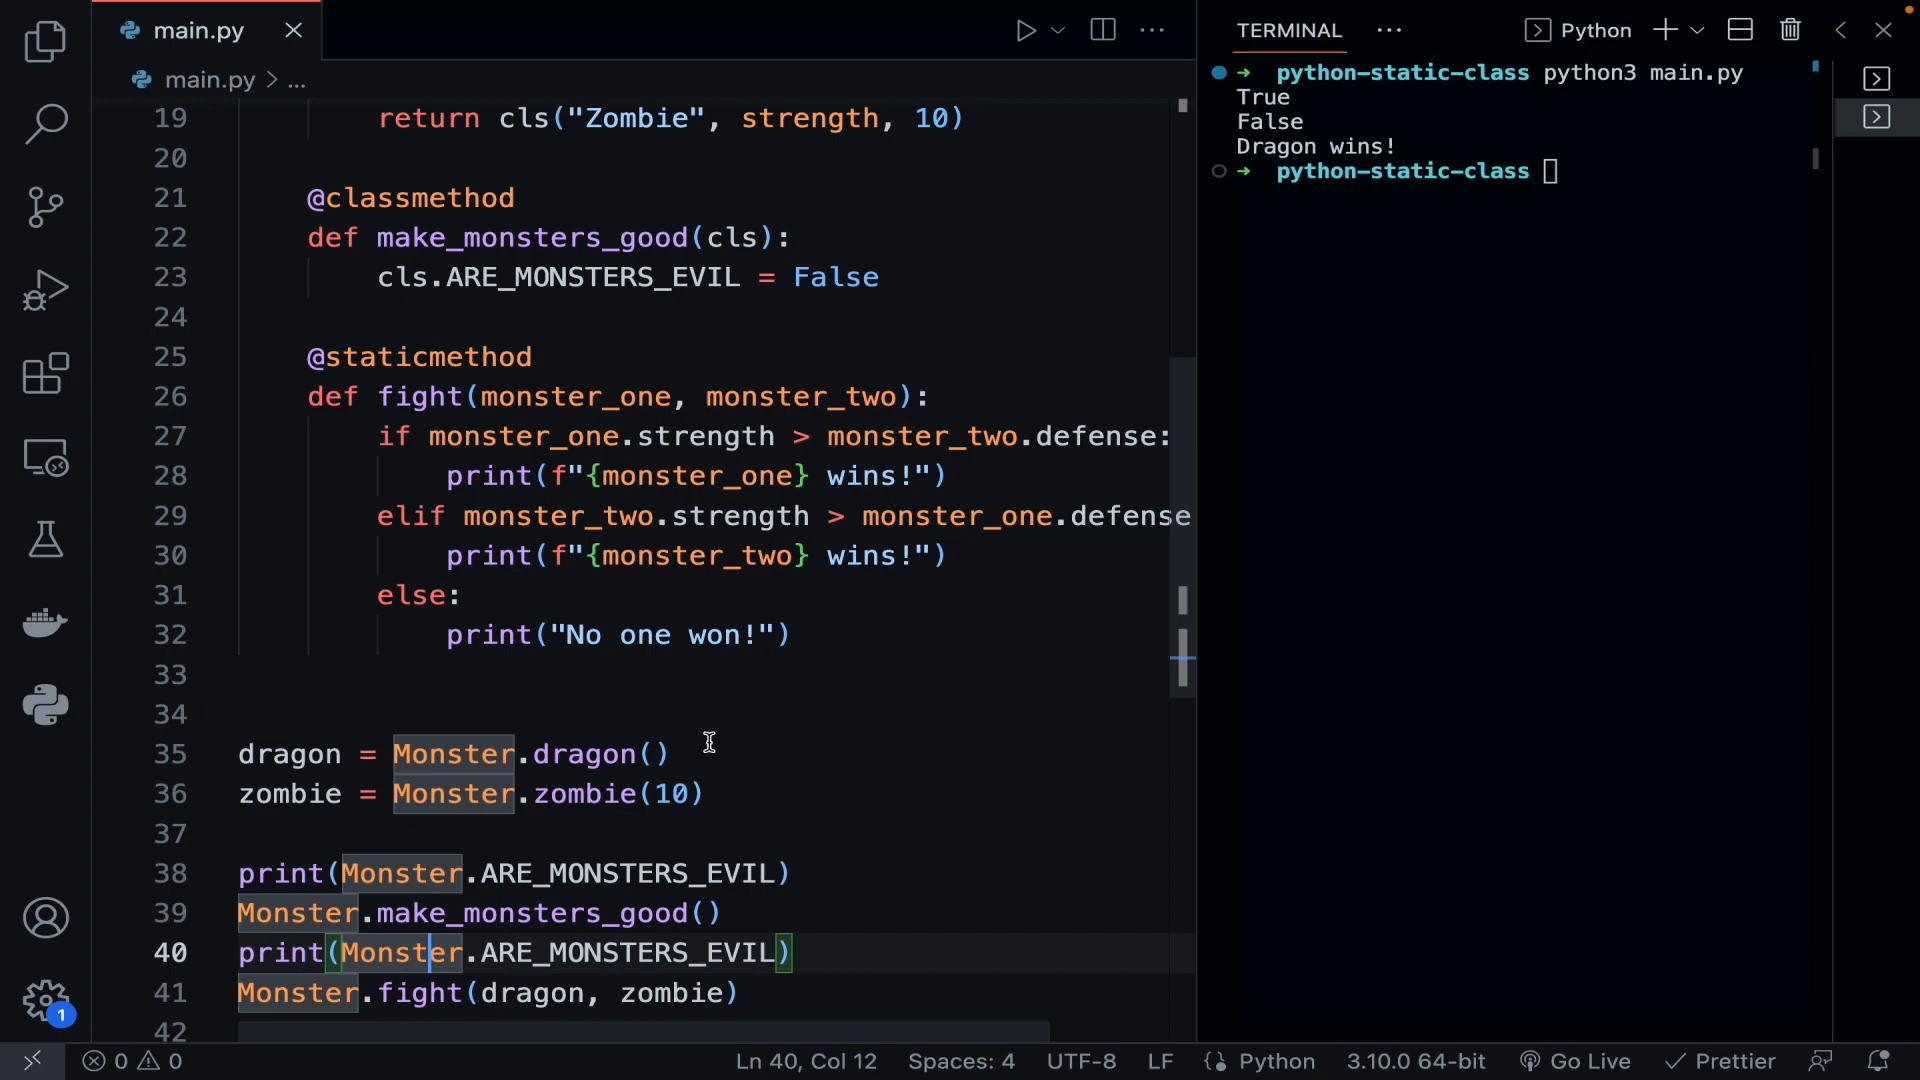 main.py
main.py > ...
19 return cls("Zombie", strength, 10)
20
21 @classmethod
22 def make_monsters_good(cls):
23 cls.ARE_MONSTERS_EVIL = False
24
25 @staticmethod
26 def fight(monster_one, monster_two):
27 if monster_one.strength > monster_two.defense:
28 print(f"{monster_one} wins!")
29 elif monster_two.strength > monster_one.defense
30 print(f"{monster_two} wins!")
31 else:
32 print("No one won!")
33
34
35 dragon = Monster.dragon()
36 zombie = Monster.zombie(10)
37
38 print(Monster.ARE_MONSTERS_EVIL)
39 Monster.make_monsters_good()
40 print(Monster.ARE_MONSTERS_EVIL)
41 Monster.fight(dragon, zombie)
42
TERMINAL ... Python
→ python-static-class python3 main.py
True
False
Dragon wins!
→ python-static-class
1
0 0 Ln 40, Col 12 Spaces: 4 UTF-8 LF Python 3.10.0 64-bit Go Live Prettier